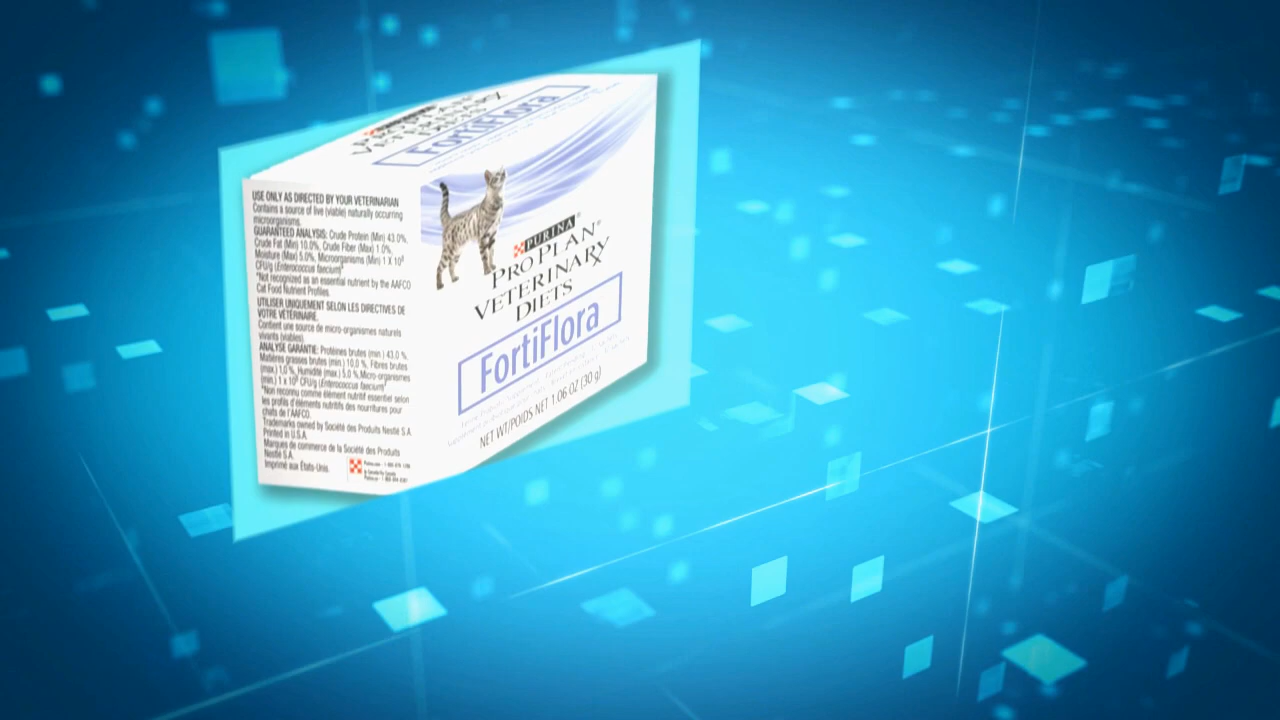 FortiFlora
USE ONLY AS DIRECTED BY YOUR VETERINARIAN
Contains a source of live (viable) naturally occurring
microorganisms.
GUARANTEED ANALYSIS: Crude Protein (Min) 43.0%,
Crude Fat (Min) 10.0%, Crude Fiber (Max) 1.0%,
Moisture (Max) 5.0%, Microorganisms (Min) 1 X 10⁸
CFU/g (Enterococcus faecium)*
*Not recognized as an essential nutrient by the AAFCO
Cat Food Nutrient Profiles.
UTILISER UNIQUEMENT SELON LES DIRECTIVES DE
VOTRE VÉTÉRINAIRE.
Contient une source de micro-organismes naturels
vivants (viables).
ANALYSE GARANTIE: Protéines brutes (min.) 43.0 %,
Matières grasses brutes (min.) 10,0 %, Fibres brutes
(max.) 1,0 %, Humidité (max.) 5,0 %, Micro-organismes
(min.) 1 x 10⁸ CFU/g (Enterococcus faecium)*
*Non reconnu comme élément nutritif essentiel selon
les profils d'éléments nutritifs des nourritures pour
chats de l'AAFCO.
Trademarks owned by Société des Produits Nestlé S.A.
Printed in U.S.A.
Marques de commerce de la Société des Produits
Nestlé S.A.
Imprimé aux États-Unis.
PURINA®
PRO PLAN®
VETERINARY
DIETS
FortiFlora
NET WT/POIDS NET 1.06 OZ (30 g)